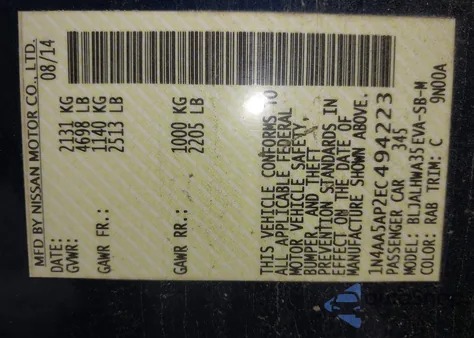 MFD BY NISSAN MOTOR CO., LTD.
DATE: 08/14
GVWR: 2131 KG
4698 LB
GAWR FR.: 1140 KG
2513 LB
GAWR RR.: 1000 KG
2205 LB
THIS VEHICLE CONFORMS TO
ALL APPLICABLE FEDERAL
MOTOR VEHICLE SAFETY,
BUMPER, AND THEFT
PREVENTION STANDARDS IN
EFFECT ON THE DATE OF
MANUFACTURE SHOWN ABOVE.
1N4AA5AP2EC494223
PASSENGER CAR 345
MODEL: BLJALHWA35EVA-SB-M
COLOR: RAB TRIM: C 9N00A